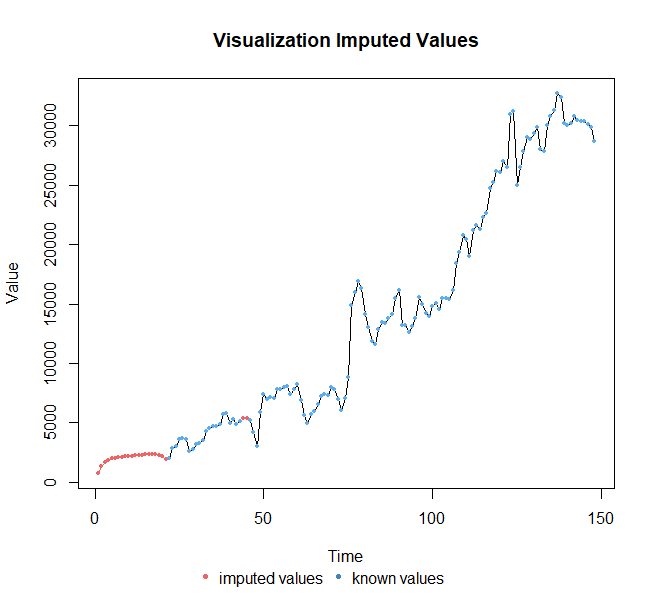 Visualization Imputed Values
Value
30000
25000
20000
15000
10000
5000
0
0 50 100 150
Time
imputed values known values